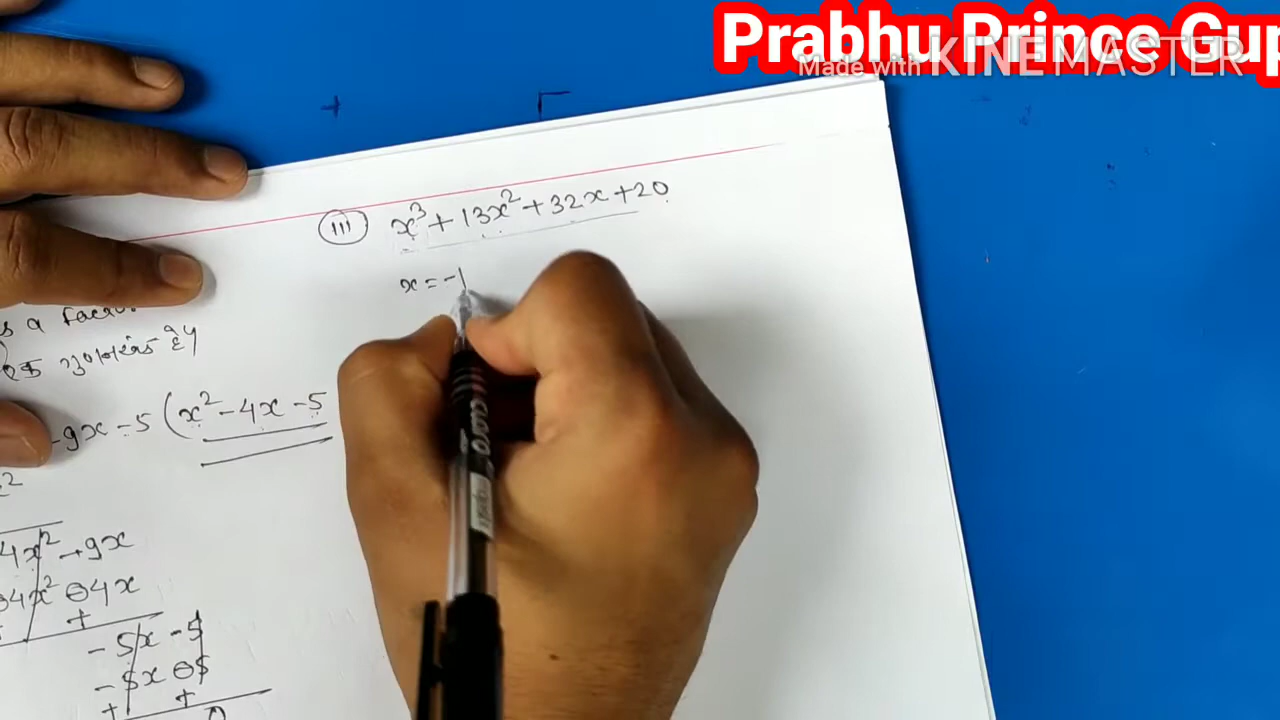 Prabhu Prince Gup
Made with KINEMASTER
III x³ + 13x² + 32x + 20
x = -1
s a
-9x - 5 (x² - 4x - 5
4x² - 9x
4x² ⊖ 4x
+
- 5x - 5
- 5x ⊖ 5
+ +
0